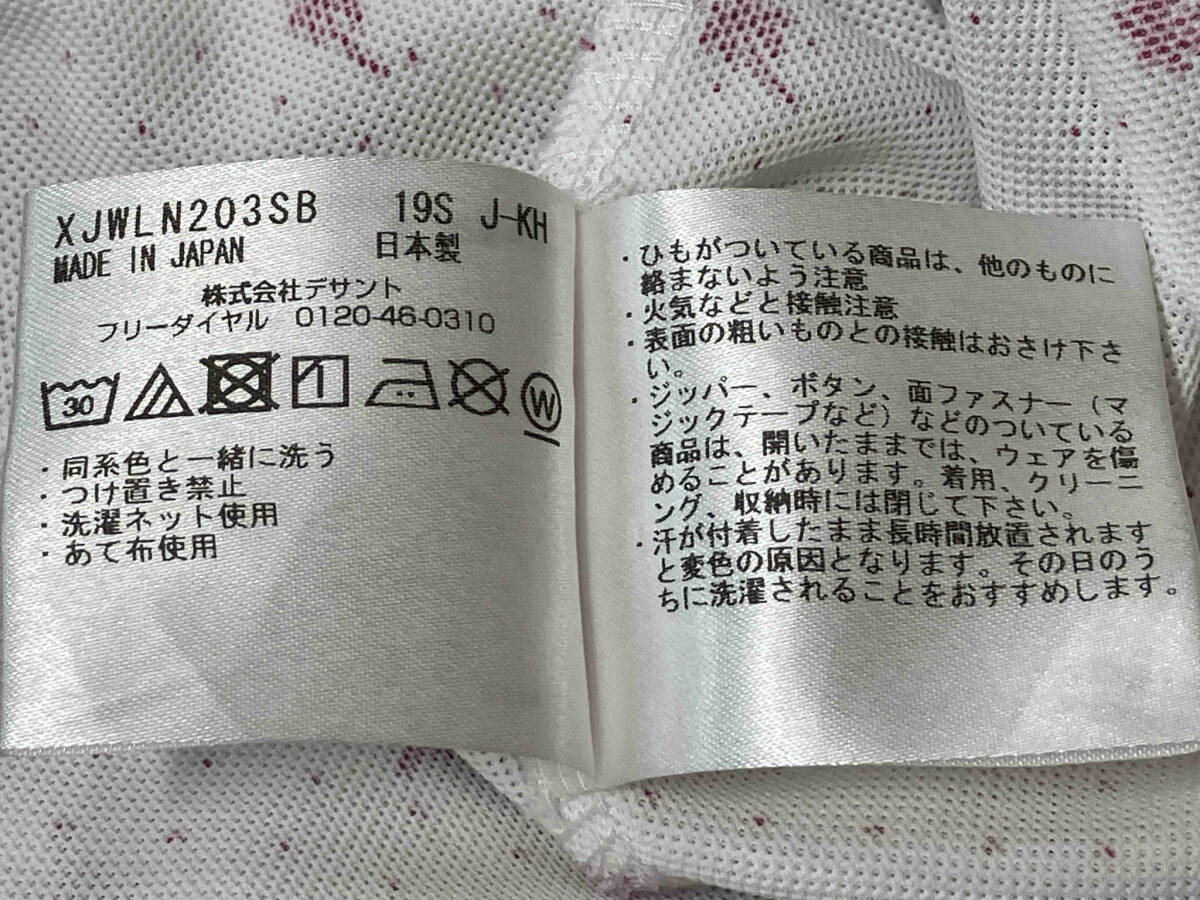 XJWLN203SB 19S J-KH
MADE IN JAPAN 日本製
株式会社デサント
フリーダイヤル 0120-46-0310
30 W
・同系色と一緒に洗う
・つけ置き禁止
・洗濯ネット使用
・あて布使用
・ひもがついている商品は、他のものに
絡まないよう注意
・火気などと接触注意
・表面の粗いものとの接触はおさけ下さ
い。
・ジッパー、ボタン、面ファスナー（マ
ジックテープなど）などのついている
商品は、開いたままでは、ウェアを傷
めることがあります。着用、クリーニ
ング、収納時には閉じて下さい。
・汗が付着したまま長時間放置されます
と変色の原因となります。その日のう
ちに洗濯されることをおすすめします。